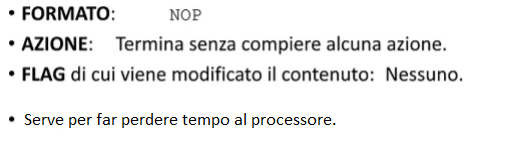 • FORMATO: NOP
• AZIONE: Termina senza compiere alcuna azione.
• FLAG di cui viene modificato il contenuto: Nessuno.
• Serve per far perdere tempo al processore.